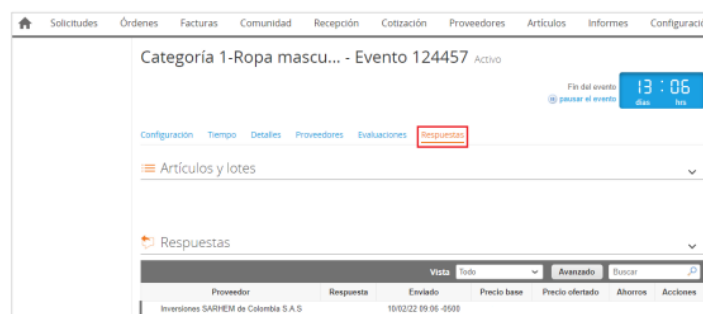 Solicitudes Órdenes Facturas Comunidad Recepción Cotización Proveedores Artículos Informes Configuració
Categoría 1-Ropa mascu... - Evento 124457 Activo
Fin del evento
pausar el evento
13 : 06
días hrs
Configuración Tiempo Detalles Proveedores Evaluaciones Respuestas
Artículos y lotes
Respuestas
Vista Todo Avanzado Buscar
Proveedor Respuesta Enviado Precio base Precio ofertado Ahorros Acciones
Inversiones SARHEM de Colombia S.A.S 10/02/22 09:06 -0500